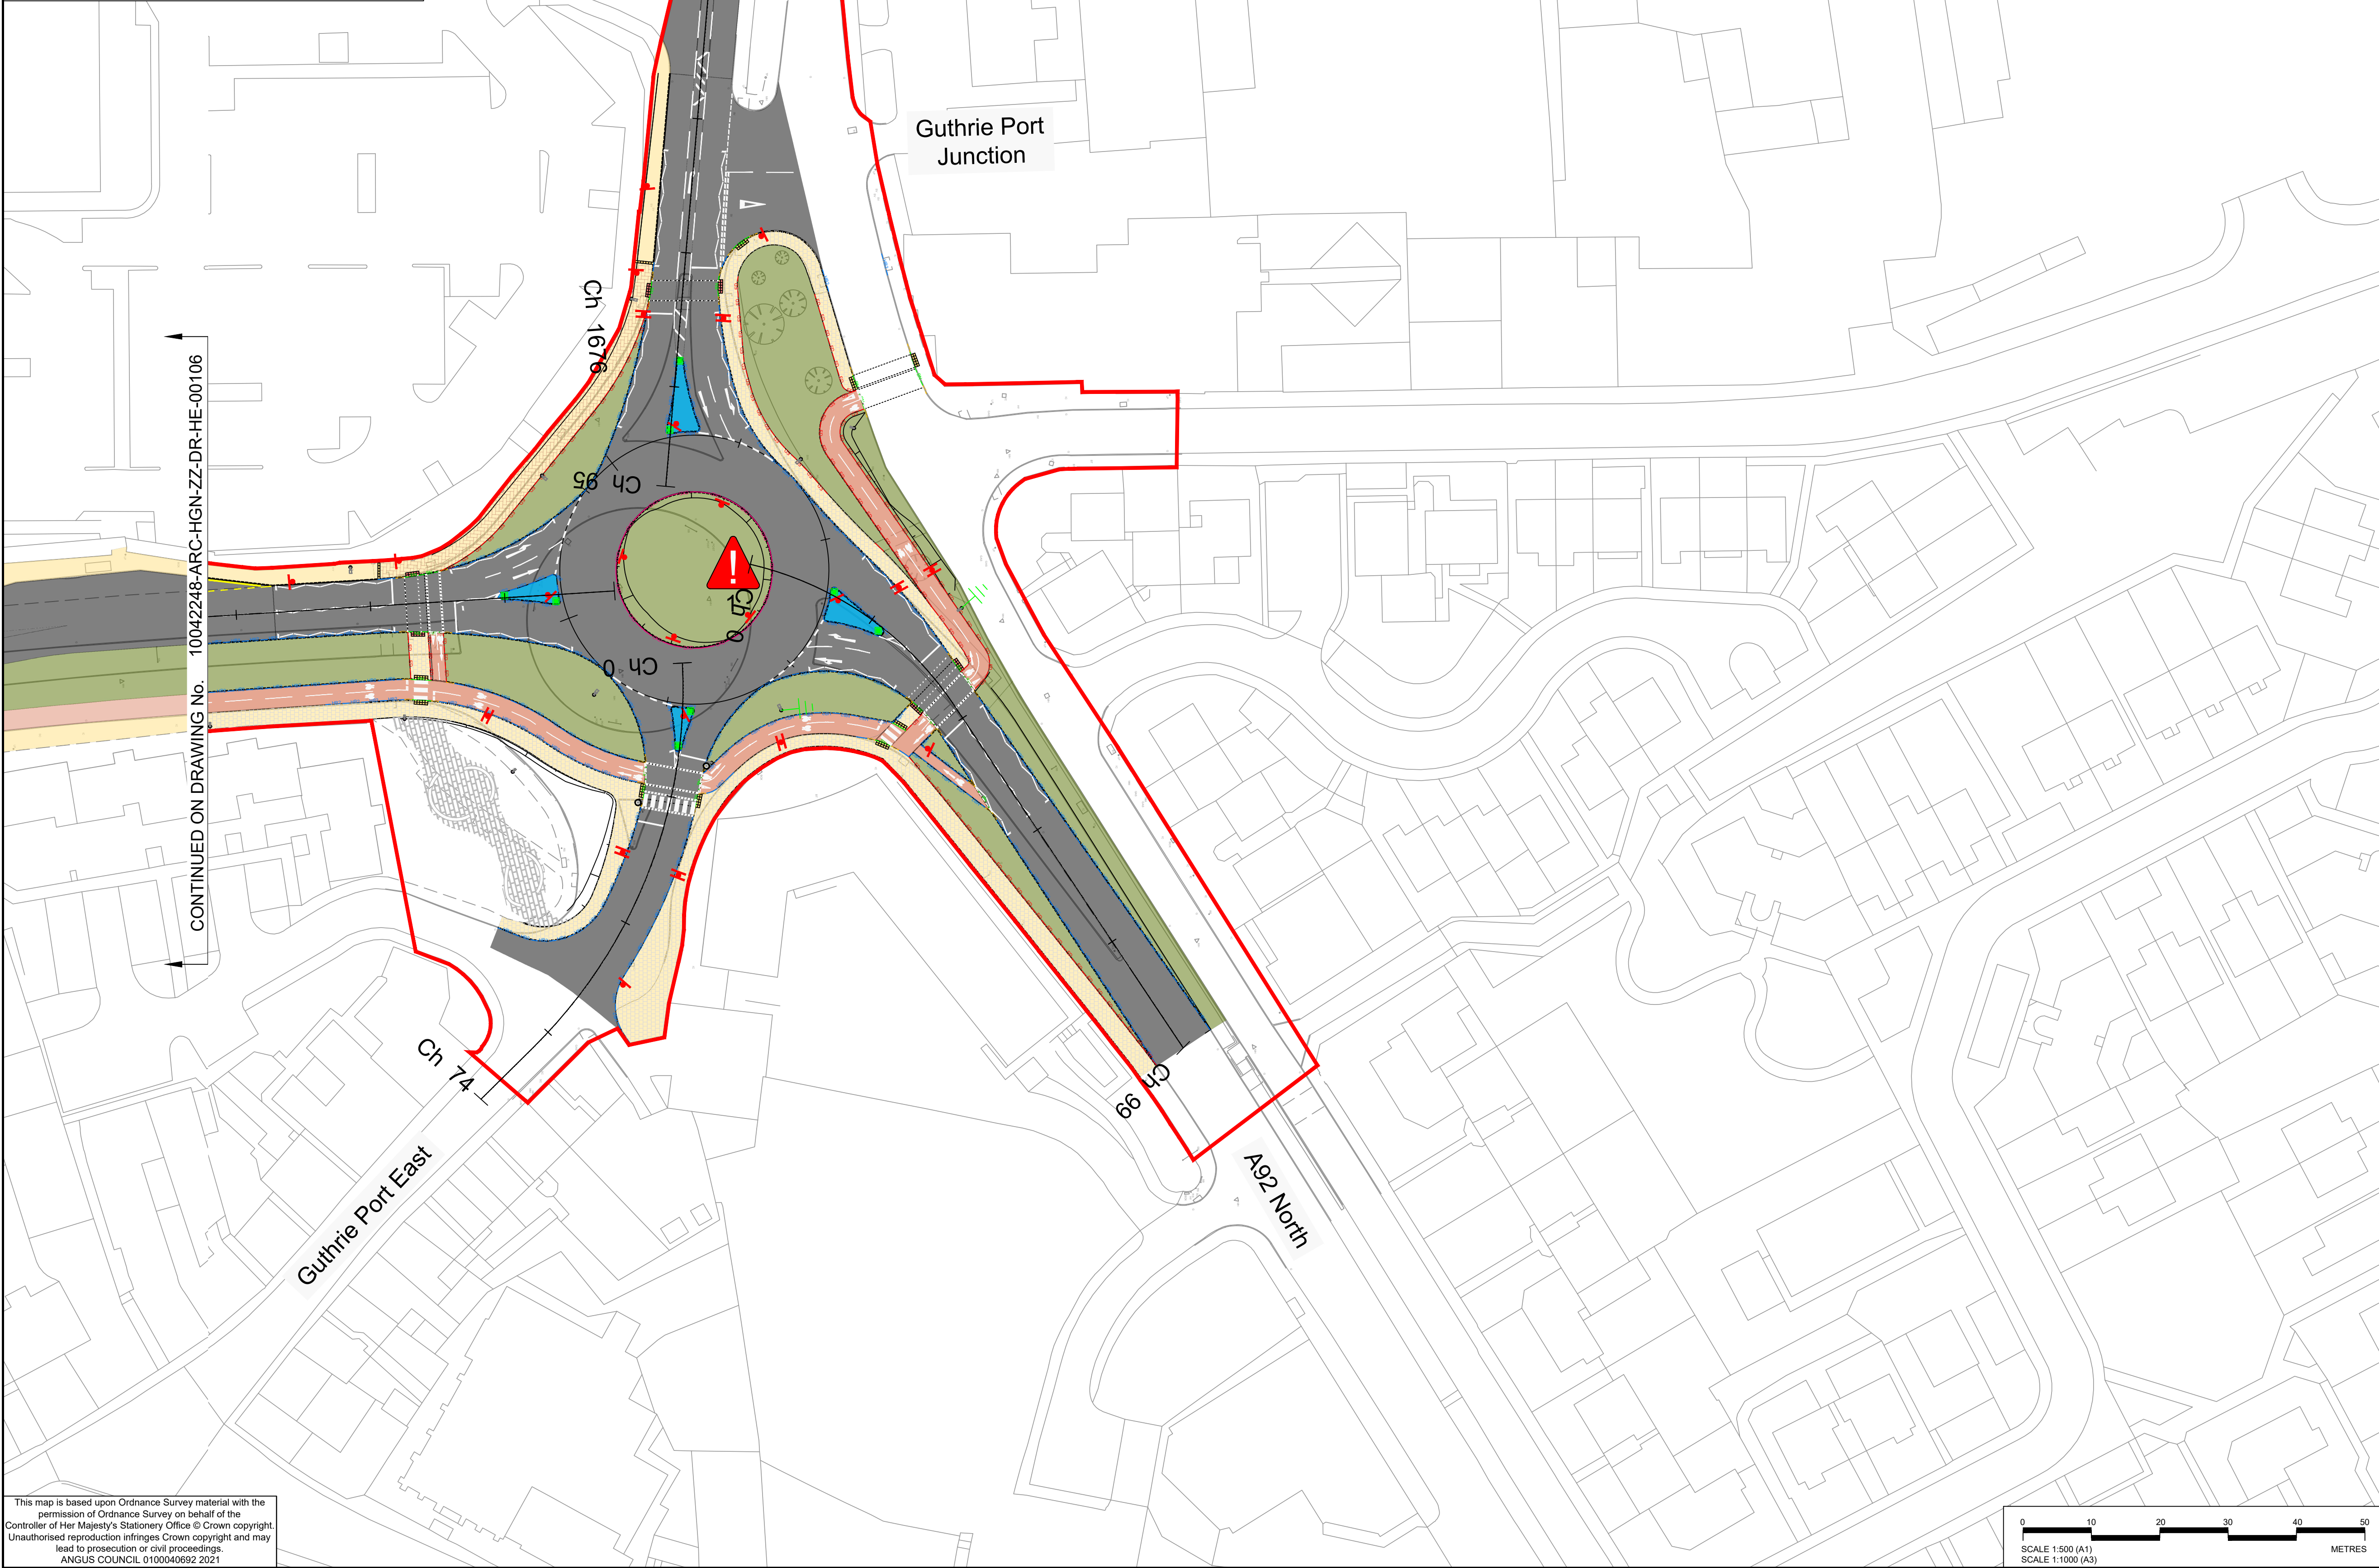 Guthrie Port
Junction
Ch 1676
CONTINUED ON DRAWING No. 10042248-ARC-HGN-ZZ-DR-HE-00106
Ch 95
!
1
Ch 0
Ch 0
Ch 74
Ch 99
Guthrie Port East
A92 North
This map is based upon Ordnance Survey material with the
permission of Ordnance Survey on behalf of the
Controller of Her Majesty's Stationery Office © Crown copyright.
Unauthorised reproduction infringes Crown copyright and may
lead to prosecution or civil proceedings.
ANGUS COUNCIL 0100040692 2021
0 10 20 30 40 50
SCALE 1:500 (A1) METRES
SCALE 1:1000 (A3)